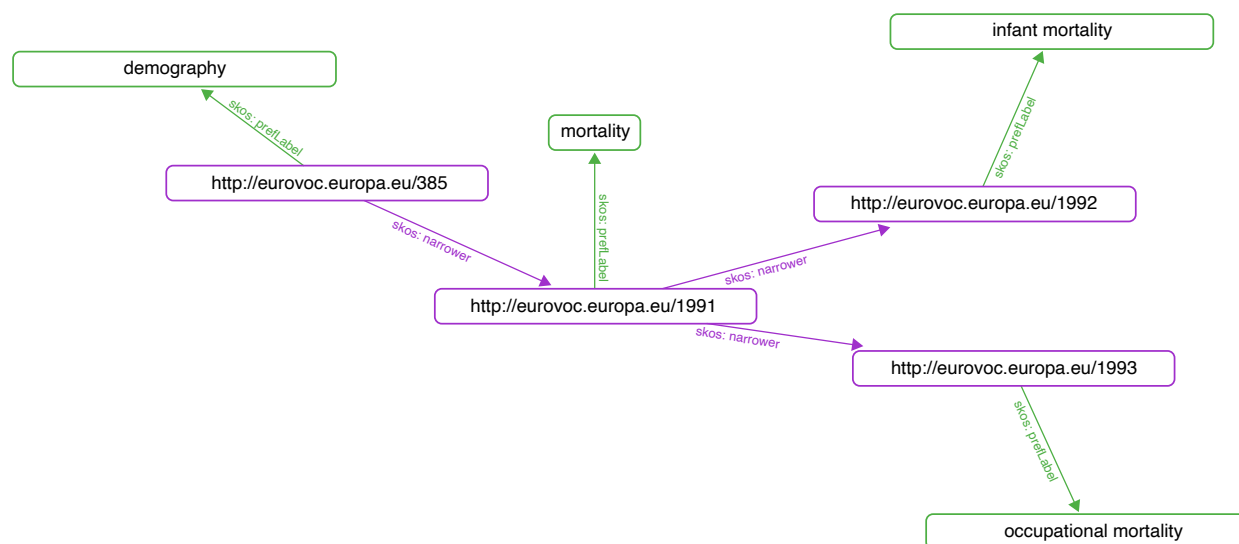 infant mortality
demography
skos: prefLabel
mortality
skos: prefLabel
http://eurovoc.europa.eu/385
skos: prefLabel
http://eurovoc.europa.eu/1992
skos: narrower
skos: narrower
http://eurovoc.europa.eu/1991
skos: narrower
http://eurovoc.europa.eu/1993
skos: prefLabel
occupational mortality